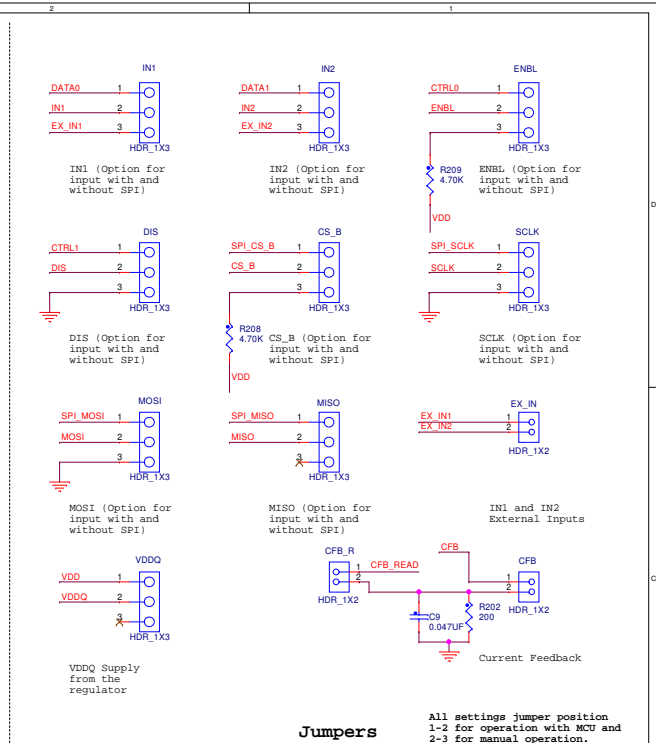 2 1
IN1 IN2 ENBL
DATA0 1 DATA1 1 CTRL0 1
IN1 2 IN2 2 ENBL 2
EX_IN1 3 EX_IN2 3 3
HDR_1X3 HDR_1X3 HDR_1X3
IN1 (Option for
input with and
without SPI)
IN2 (Option for
input with and
without SPI)
R209
4.70K
VDD
ENBL (Option for
input with and
without SPI)
D
DIS CS_B SCLK
CTRL1 1 SPI_CS_B 1 SPI_SCLK 1
DIS 2 CS_B 2 SCLK 2
3 3 3
HDR_1X3 HDR_1X3 HDR_1X3
DIS (Option for
input with and
without SPI)
R208
4.70K
VDD
CS_B (Option for
input with and
without SPI)
SCLK (Option for
input with and
without SPI)
MOSI MISO EX_IN
SPI_MOSI 1 SPI_MISO 1 EX_IN1 1
MOSI 2 MISO 2 EX_IN2 2
3 3
HDR_1X3 HDR_1X3 HDR_1X2
MOSI (Option for
input with and
without SPI)
MISO (Option for
input with and
without SPI)
IN1 and IN2
External Inputs
VDDQ
VDD 1
VDDQ 2
3
HDR_1X3
VDDQ Supply
from the
regulator
CFB_R
1 CFB_READ
2
HDR_1X2
CFB
CFB
1
2
HDR_1X2
C9
0.047UF
R202
200
Current Feedback
C
Jumpers
All settings jumper position
1-2 for operation with MCU and
2-3 for manual operation.